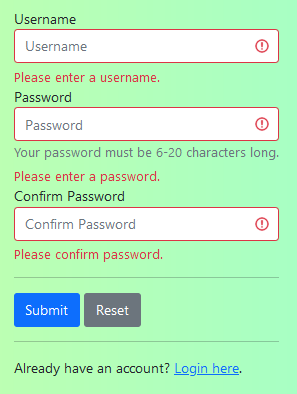 Username
Username
Please enter a username.
Password
Password
Your password must be 6-20 characters long.
Please enter a password.
Confirm Password
Confirm Password
Please confirm password.
Submit Reset
Already have an account? Login here.